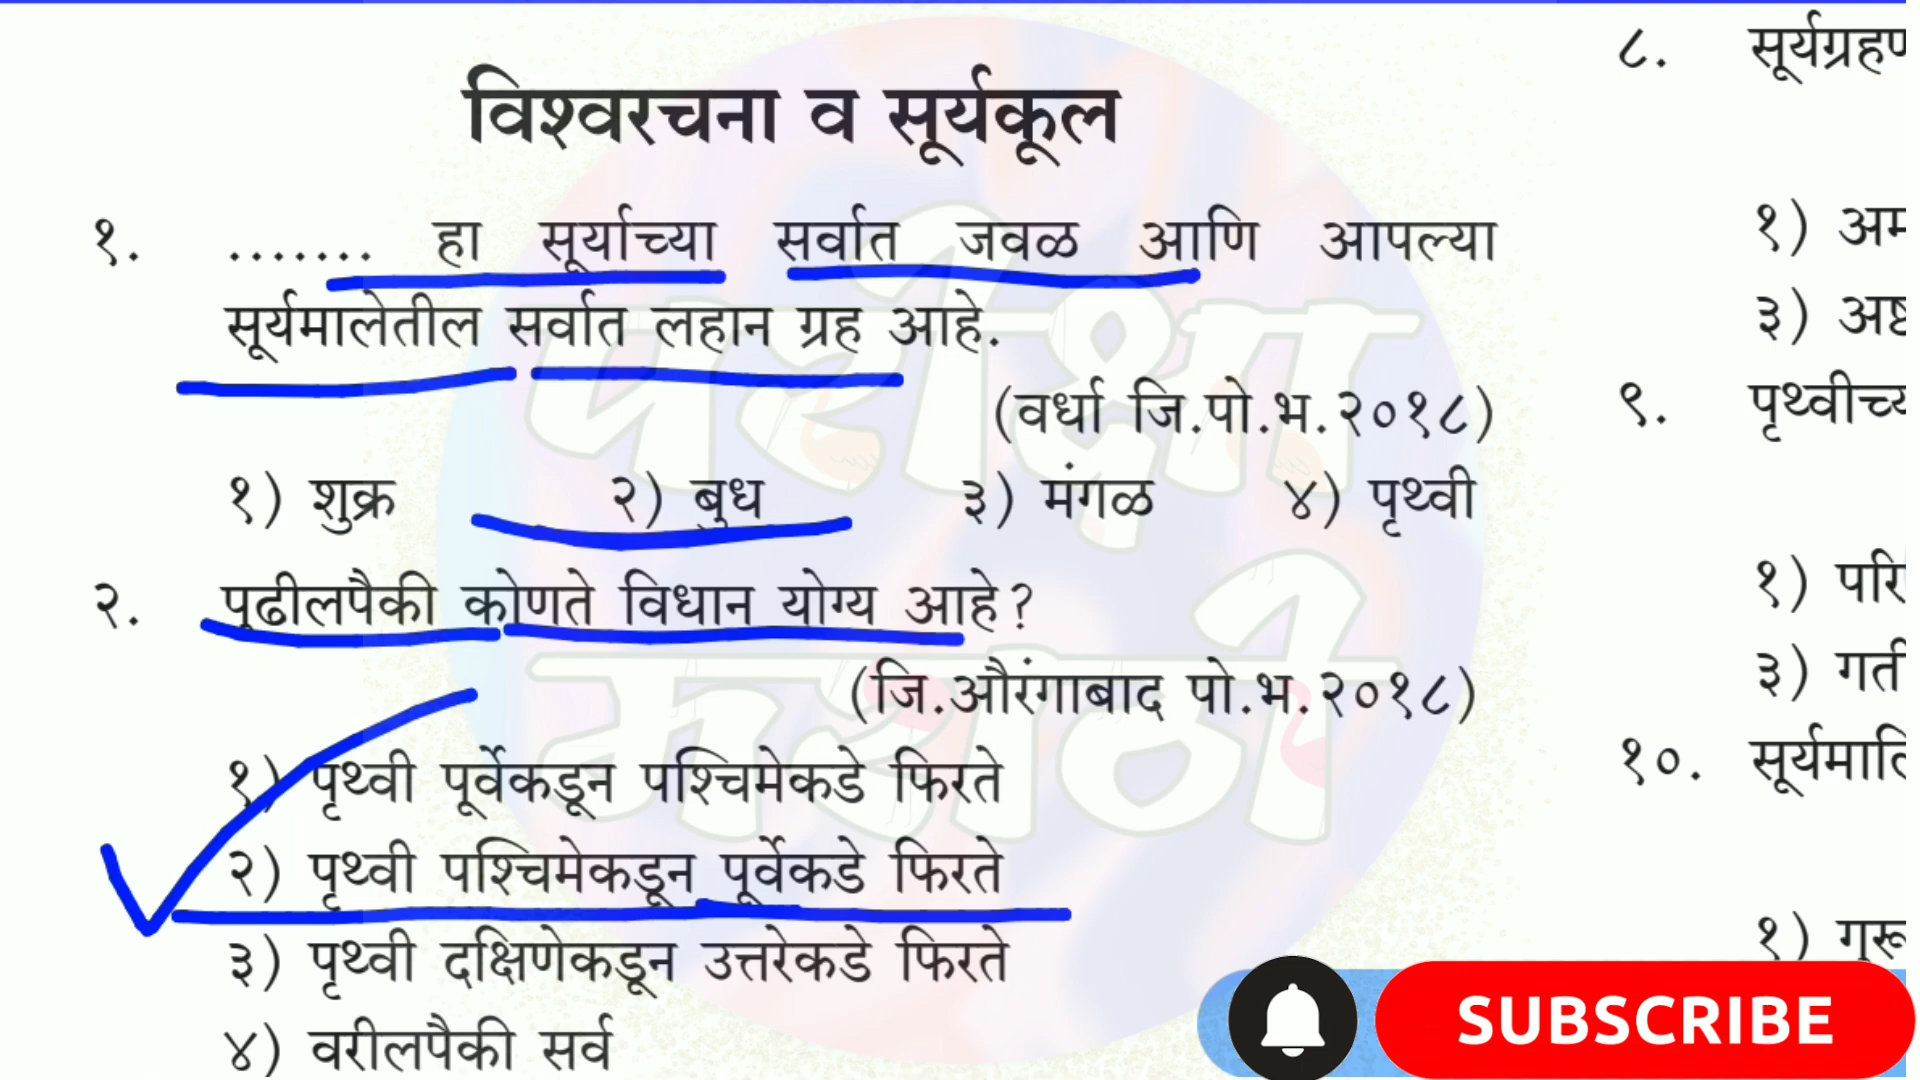 विश्वरचना व सूर्यकूल
१. ....... हा सूर्याच्या सर्वात जवळ आणि आपल्या
सूर्यमालेतील सर्वात लहान ग्रह आहे.
(वर्धा जि.पो.भ.२०१८)
१) शुक्र २) बुध ३) मंगळ ४) पृथ्वी
२. पुढीलपैकी कोणते विधान योग्य आहे?
(जि.औरंगाबाद पो.भ.२०१८)
१) पृथ्वी पूर्वेकडून पश्चिमेकडे फिरते
२) पृथ्वी पश्चिमेकडून पूर्वेकडे फिरते
३) पृथ्वी दक्षिणेकडून उत्तरेकडे फिरते
४) वरीलपैकी सर्व
८.
१)
३)
९.
१)
३)
१०.
१)
परीक्षा
मराठी
SUBSCRIBE